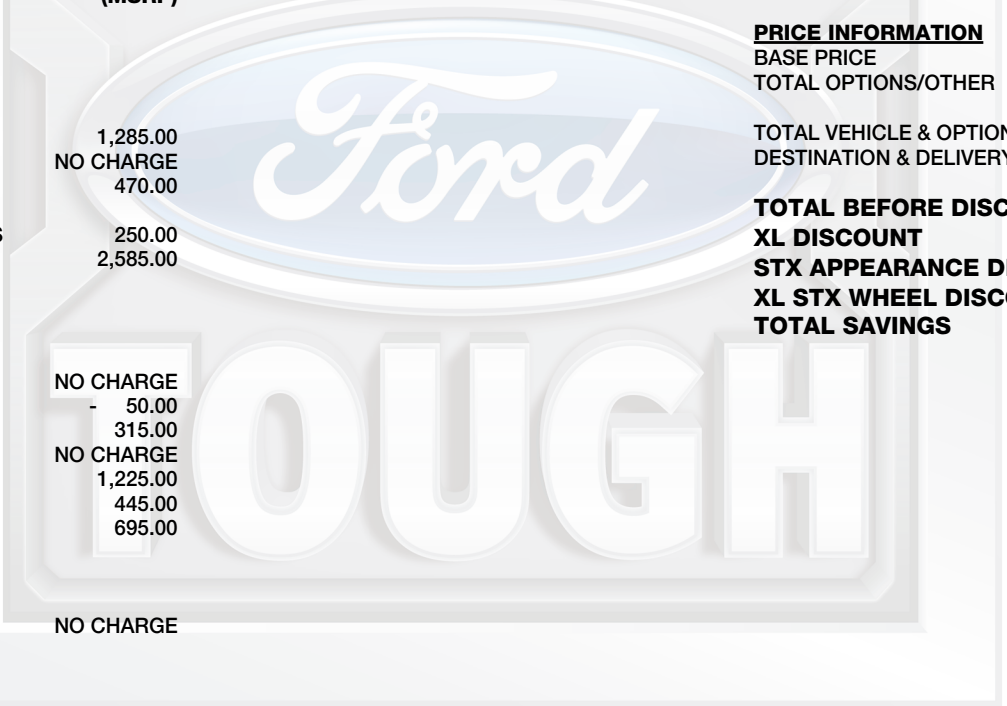 (MSRP)
1,285.00
NO CHARGE
470.00
S 250.00
2,585.00
NO CHARGE
- 50.00
315.00
NO CHARGE
1,225.00
445.00
695.00
NO CHARGE
PRICE INFORMATION
BASE PRICE
TOTAL OPTIONS/OTHER
TOTAL VEHICLE & OPTION
DESTINATION & DELIVERY
TOTAL BEFORE DISC
XL DISCOUNT
STX APPEARANCE DI
XL STX WHEEL DISCO
TOTAL SAVINGS
Ford
TOUGH